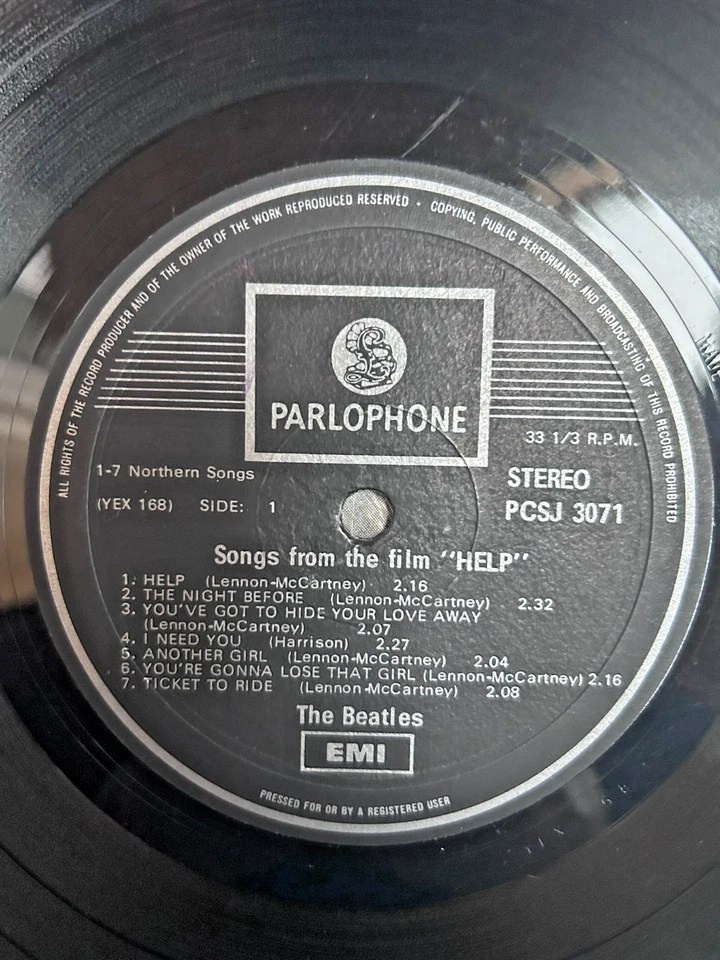 ALL RIGHTS OF THE RECORD PRODUCER AND OF THE OWNER OF THE WORK REPRODUCED RESERVED · COPYING, PUBLIC PERFORMANCE AND BROADCASTING OF THIS RECORD PROHIBITED
£
PARLOPHONE
33 1/3 R.P.M.
1-7 Northern Songs
STEREO
(YEX 168) SIDE: 1
PCSJ 3071
Songs from the film "HELP"
1. HELP (Lennon-McCartney) 2.16
2. THE NIGHT BEFORE (Lennon-McCartney) 2.32
3. YOU'VE GOT TO HIDE YOUR LOVE AWAY
(Lennon-McCartney) 2.07
4. I NEED YOU (Harrison) 2.27
5. ANOTHER GIRL (Lennon-McCartney) 2.04
6. YOU'RE GONNA LOSE THAT GIRL (Lennon-McCartney) 2.16
7. TICKET TO RIDE (Lennon-McCartney) 2.08
The Beatles
EMI
PRESSED FOR OR BY A REGISTERED USER